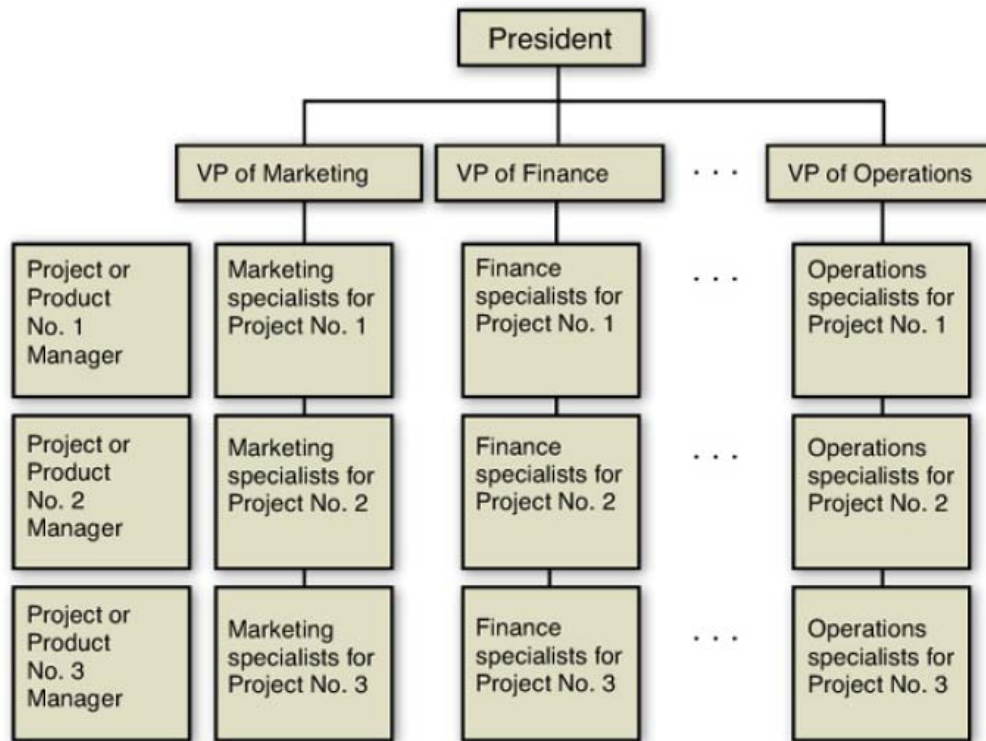 President
VP of Marketing
VP of Finance
. . .
VP of Operations
Project or
Product
No. 1
Manager
Marketing
specialists for
Project No. 1
Finance
specialists for
Project No. 1
. . .
Operations
specialists for
Project No. 1
Project or
Product
No. 2
Manager
Marketing
specialists for
Project No. 2
Finance
specialists for
Project No. 2
. . .
Operations
specialists for
Project No. 2
Project or
Product
No. 3
Manager
Marketing
specialists for
Project No. 3
Finance
specialists for
Project No. 3
. . .
Operations
specialists for
Project No. 3